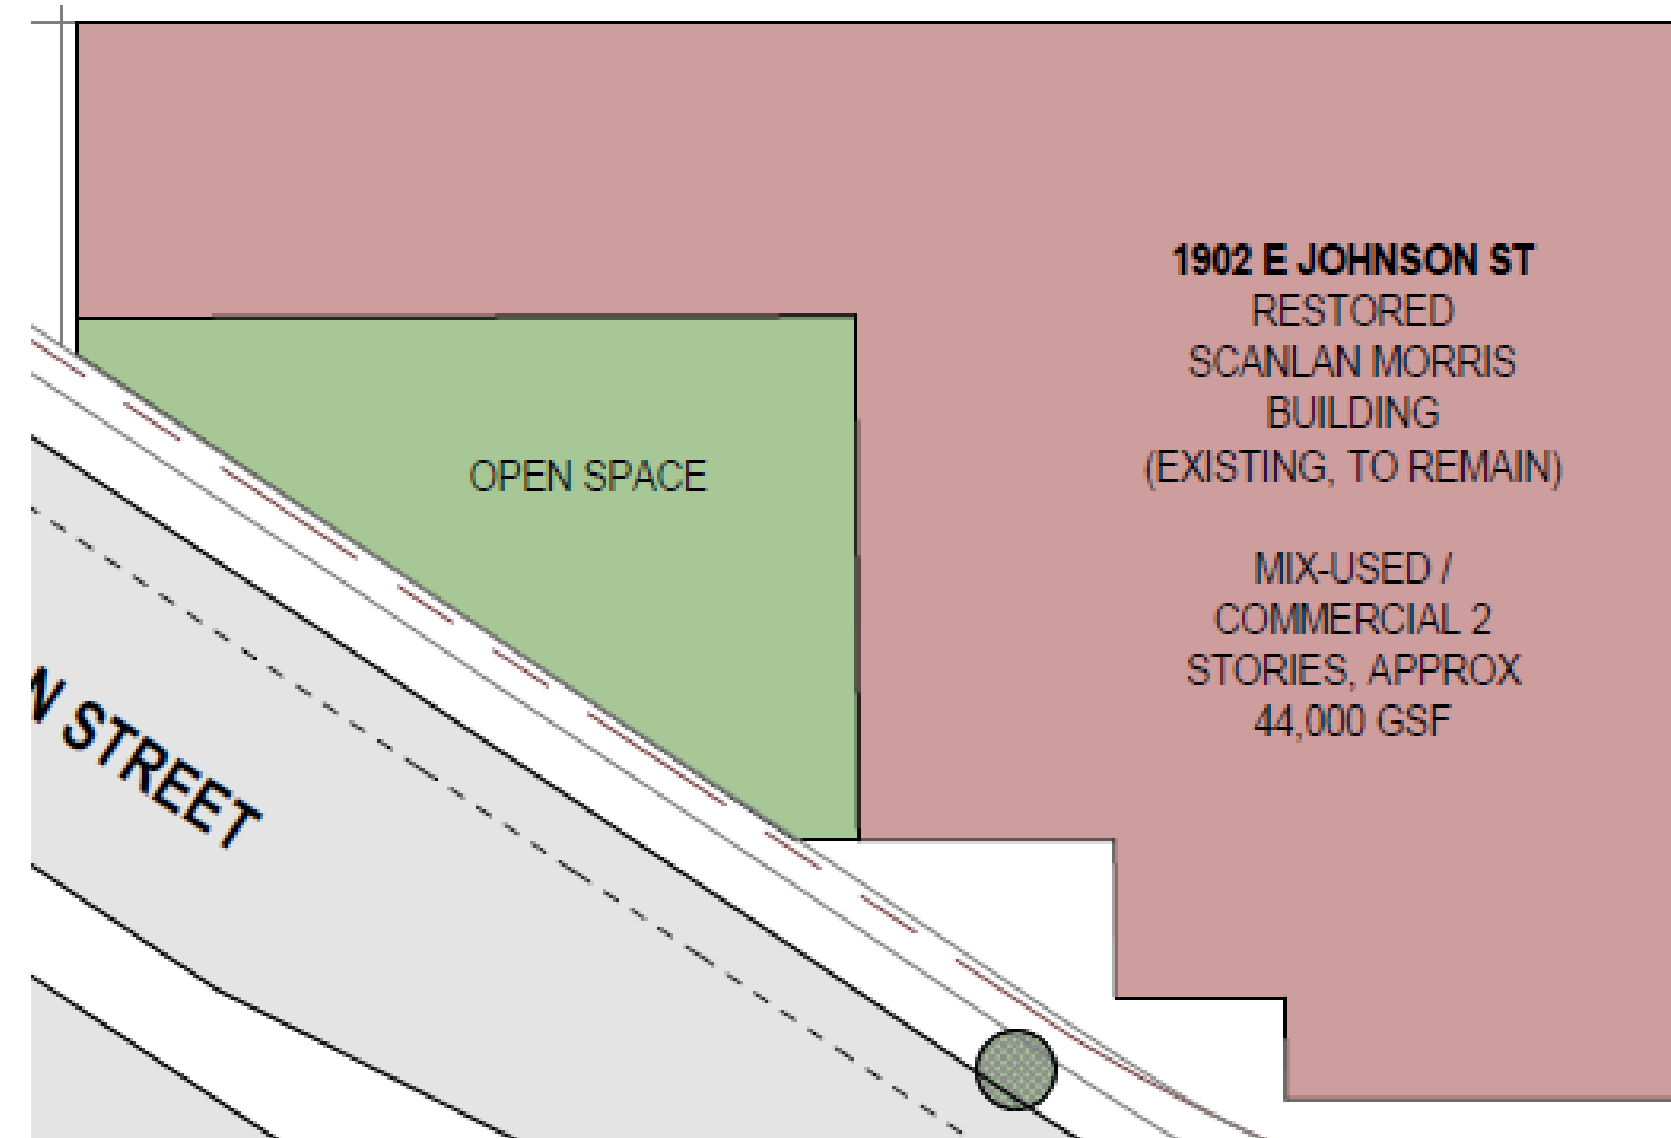 1902 E JOHNSON ST
RESTORED
SCANLAN MORRIS
BUILDING
(EXISTING, TO REMAIN)
MIX-USED /
COMMERCIAL 2
STORIES, APPROX
44,000 GSF
OPEN SPACE
N STREET